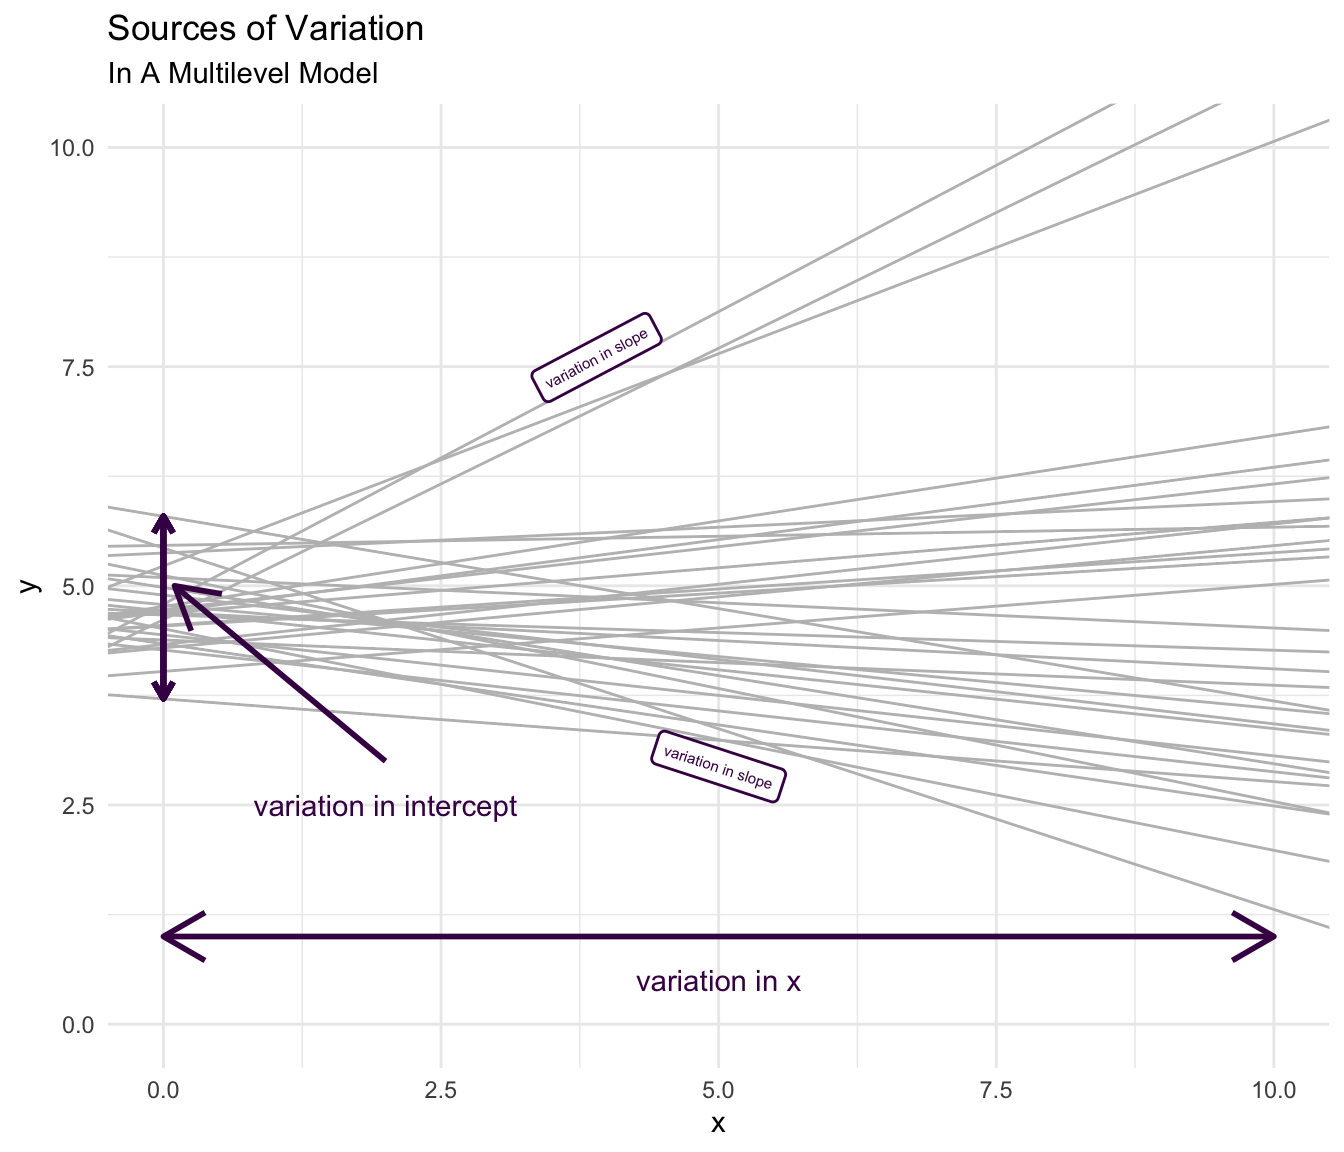 Sources of Variation
In A Multilevel Model
10.0
7.5
5.0
2.5
0.0
y
variation in slope
variation in slope
variation in intercept
variation in x
0.0 2.5 5.0 7.5 10.0
x